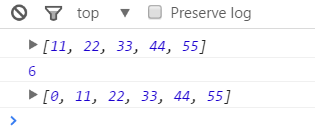 top Preserve log
[11, 22, 33, 44, 55]
6
[0, 11, 22, 33, 44, 55]